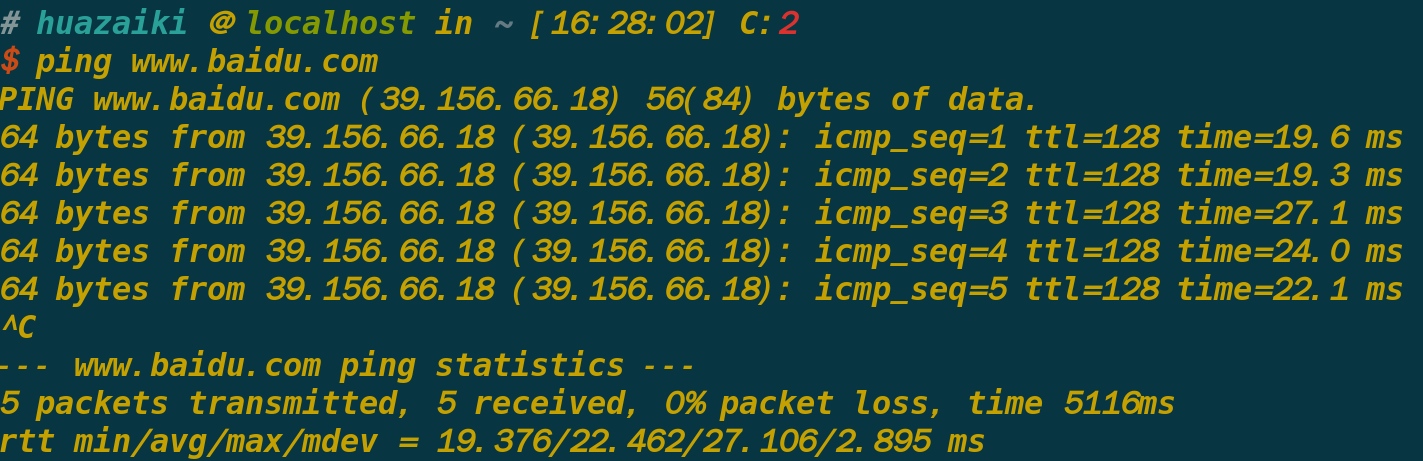 # huazaiki @ localhost in ~ [16:28:02] C:2
$ ping www.baidu.com
PING www.baidu.com (39.156.66.18) 56(84) bytes of data.
64 bytes from 39.156.66.18 (39.156.66.18): icmp_seq=1 ttl=128 time=19.6 ms
64 bytes from 39.156.66.18 (39.156.66.18): icmp_seq=2 ttl=128 time=19.3 ms
64 bytes from 39.156.66.18 (39.156.66.18): icmp_seq=3 ttl=128 time=27.1 ms
64 bytes from 39.156.66.18 (39.156.66.18): icmp_seq=4 ttl=128 time=24.0 ms
64 bytes from 39.156.66.18 (39.156.66.18): icmp_seq=5 ttl=128 time=22.1 ms
^C
--- www.baidu.com ping statistics ---
5 packets transmitted, 5 received, 0% packet loss, time 5116ms
rtt min/avg/max/mdev = 19.376/22.462/27.106/2.895 ms